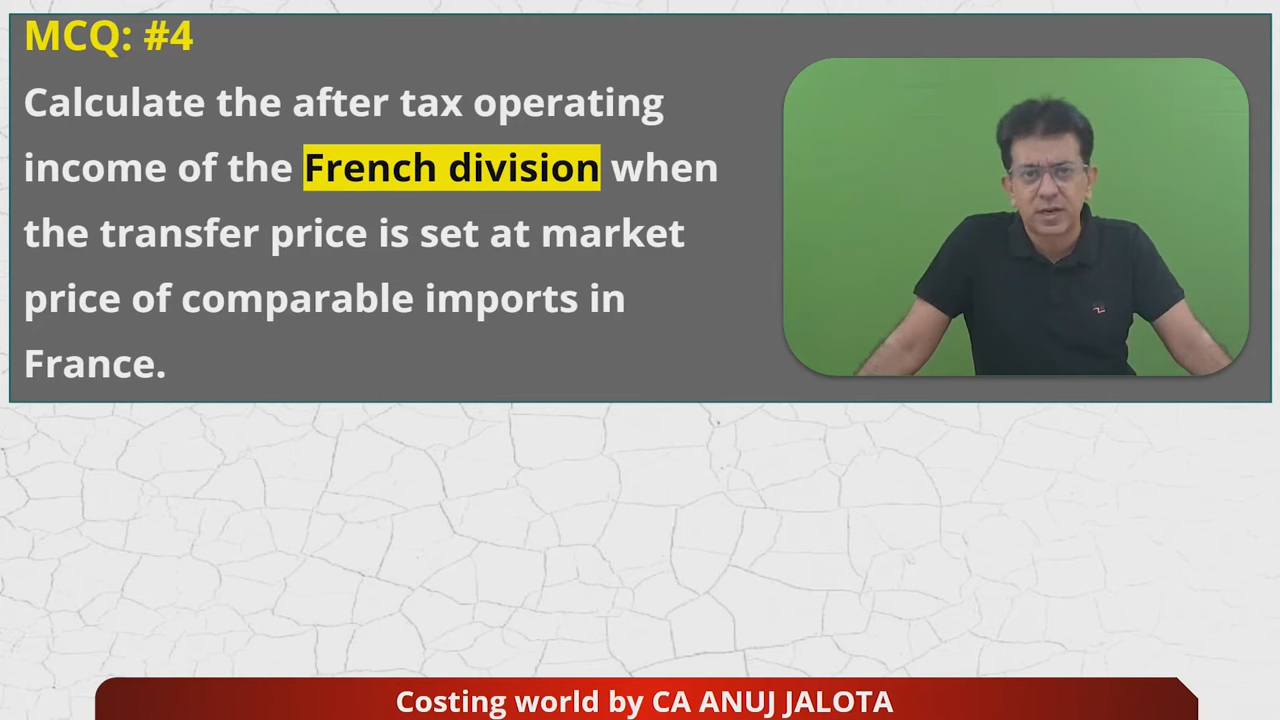 MCQ: #4
Calculate the after tax operating
income of the French division when
the transfer price is set at market
price of comparable imports in
France.
Costing world by CA ANUJ JALOTA